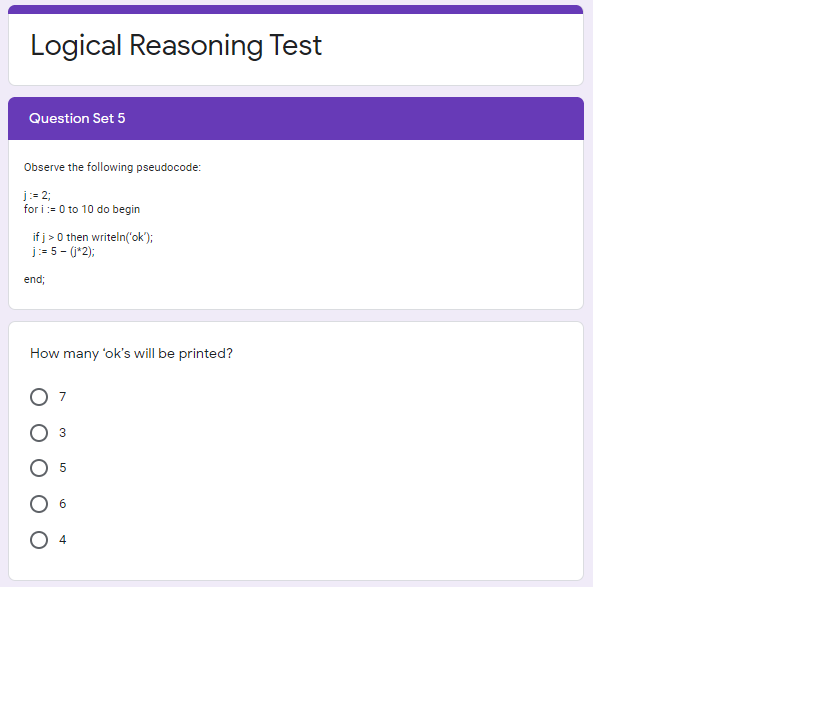 Logical Reasoning Test
Question Set 5
Observe the following pseudocode:
j := 2;
for i := 0 to 10 do begin
if j > 0 then writeln(‘ok’);
j := 5 – (j*2);
end;
How many ‘ok’s will be printed?
7
3
5
6
4